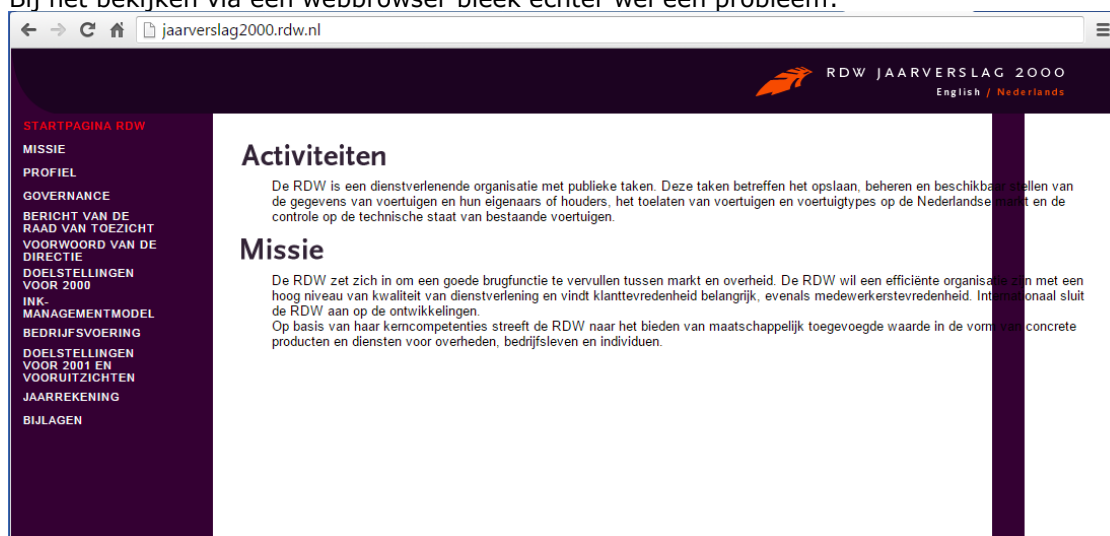 Bij het bekijken via een webbrowser bleek echter wel een probleem:
jaarverslag2000.rdw.nl
RDW JAARVERSLAG 2000
English / Nederlands
STARTPAGINA RDW
MISSIE
PROFIEL
GOVERNANCE
BERICHT VAN DE
RAAD VAN TOEZICHT
VOORWOORD VAN DE
DIRECTIE
DOELSTELLINGEN
VOOR 2000
INK-
MANAGEMENTMODEL
BEDRIJFSVOERING
DOELSTELLINGEN
VOOR 2001 EN
VOORUITZICHTEN
JAARREKENING
BIJLAGEN
Activiteiten
De RDW is een dienstverlenende organisatie met publieke taken. Deze taken betreffen het opslaan, beheren en beschikbaar stellen van
de gegevens van voertuigen en hun eigenaars of houders, het toelaten van voertuigen en voertuigtypes op de Nederlandse markt en de
controle op de technische staat van bestaande voertuigen.
Missie
De RDW zet zich in om een goede brugfunctie te vervullen tussen markt en overheid. De RDW wil een efficiënte organisatie zijn met een
hoog niveau van kwaliteit van dienstverlening en vindt klanttevredenheid belangrijk, evenals medewerkerstevredenheid. Internationaal sluit
de RDW aan op de ontwikkelingen.
Op basis van haar kerncompetenties streeft de RDW naar het bieden van maatschappelijk toegevoegde waarde in de vorm van concrete
producten en diensten voor overheden, bedrijfsleven en individuen.